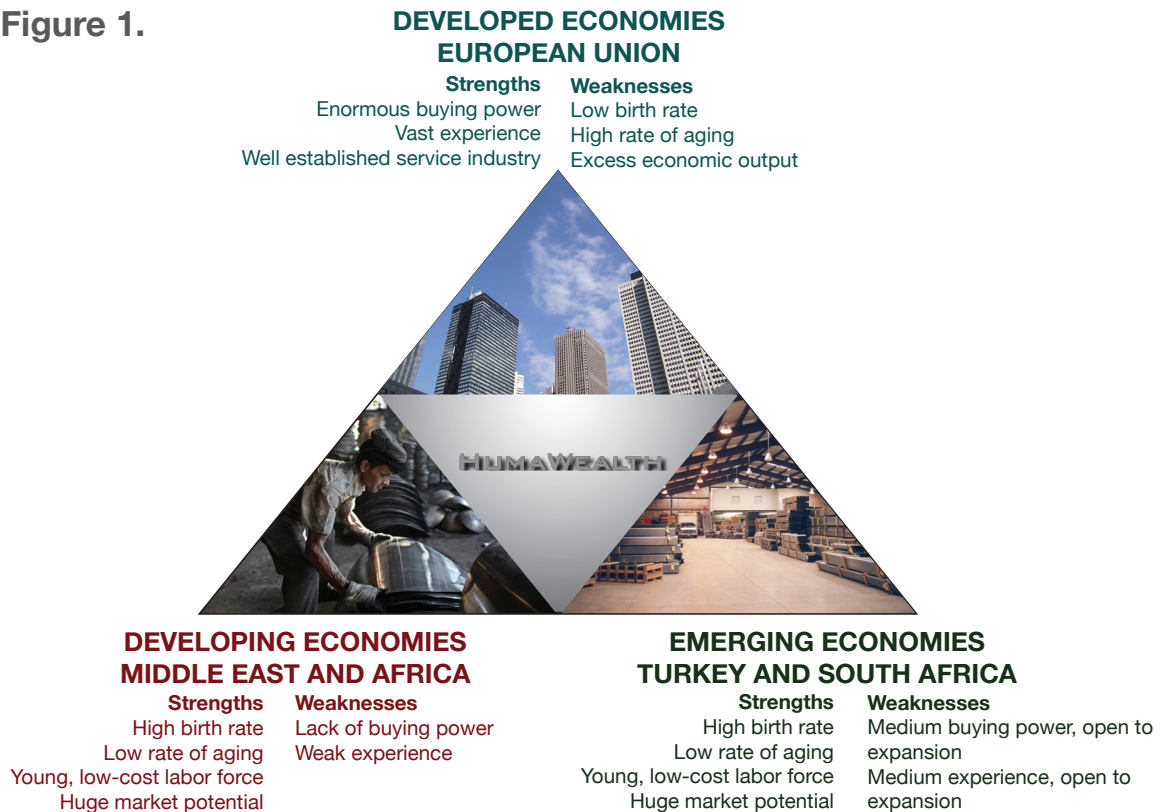 Figure 1.
DEVELOPED ECONOMIES
EUROPEAN UNION
Strengths
Enormous buying power
Vast experience
Well established service industry
Weaknesses
Low birth rate
High rate of aging
Excess economic output
HUMAWEALTH
DEVELOPING ECONOMIES
MIDDLE EAST AND AFRICA
Strengths
High birth rate
Low rate of aging
Young, low-cost labor force
Huge market potential
Weaknesses
Lack of buying power
Weak experience
EMERGING ECONOMIES
TURKEY AND SOUTH AFRICA
Strengths
High birth rate
Low rate of aging
Young, low-cost labor force
Huge market potential
Weaknesses
Medium buying power, open to
expansion
Medium experience, open to
expansion